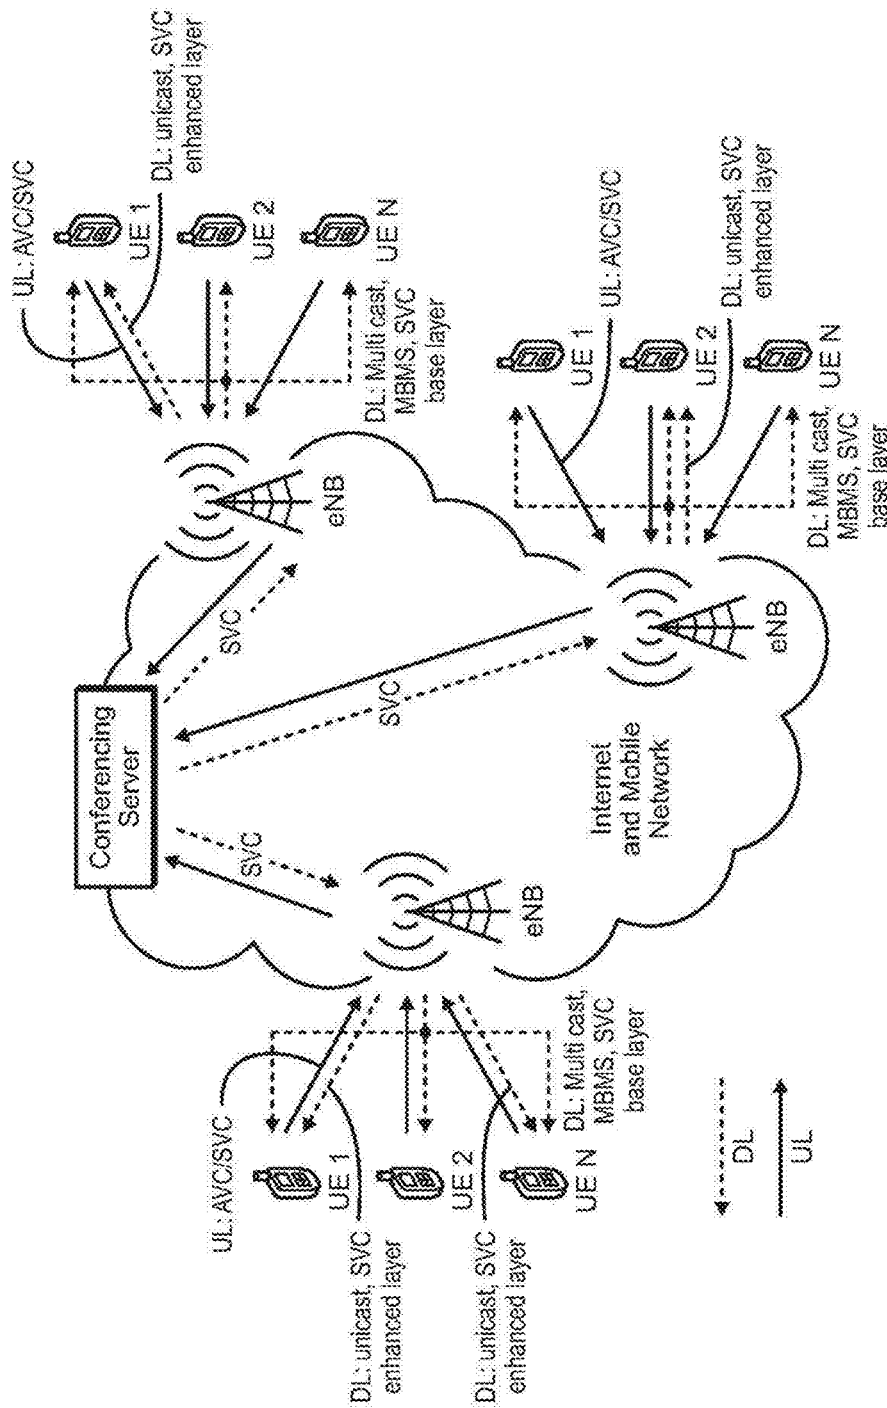 Conferencing
Server
SVC
SVC
SVC
eNB
eNB
eNB
Internet
and Mobile
Network
UL: AVC/SVC
UE 1
DL: unicast, SVC
enhanced layer
UE 2
DL: unicast, SVC
enhanced layer
UE N
DL: Multi cast,
MBMS, SVC
base layer
UL: AVC/SVC
UE 1
DL: unicast, SVC
enhanced layer
UE 2
UE N
DL: Multi cast,
MBMS, SVC
base layer
UE 1
UL: AVC/SVC
UE 2
DL: unicast, SVC
enhanced layer
UE N
DL: Multi cast,
MBMS, SVC
base layer
DL
UL